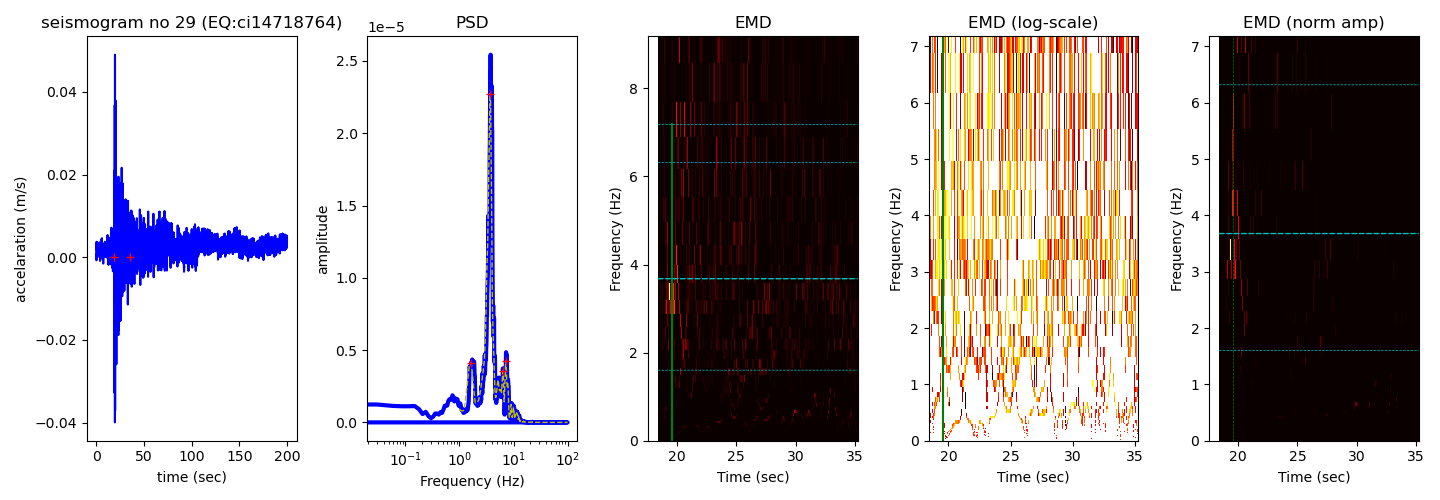 seismogram no 29 (EQ:ci14718764)
accelaration (m/s)
0.04
0.02
0.00
−0.02
−0.04
0 50 100 150 200
time (sec)
PSD
1e−5
amplitude
2.5
2.0
1.5
1.0
0.5
0.0
10⁻¹ 10⁰ 10¹ 10²
Frequency (Hz)
EMD
Frequency (Hz)
8
6
4
2
0
20 25 30 35
Time (sec)
EMD (log-scale)
Frequency (Hz)
7
6
5
4
3
2
1
0
20 25 30 35
Time (sec)
EMD (norm amp)
Frequency (Hz)
7
6
5
4
3
2
1
0
20 25 30 35
Time (sec)